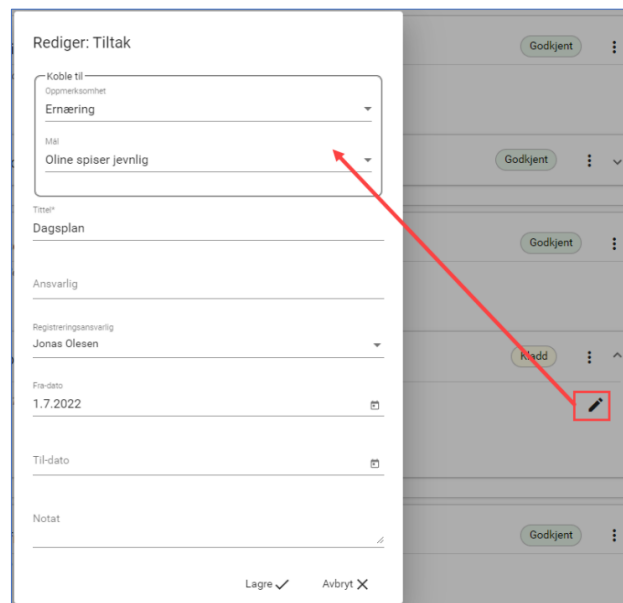 Rediger: Tiltak
Koble til
Oppmerksomhet
Ernæring
Mål
Oline spiser jevnlig
Tittel*
Dagsplan
Ansvarlig
Registreringsansvarlig
Jonas Olesen
Fra-dato
1.7.2022
Til-dato
Notat
Lagre
Avbryt
Godkjent
Godkjent
Godkjent
Kladd
Godkjent